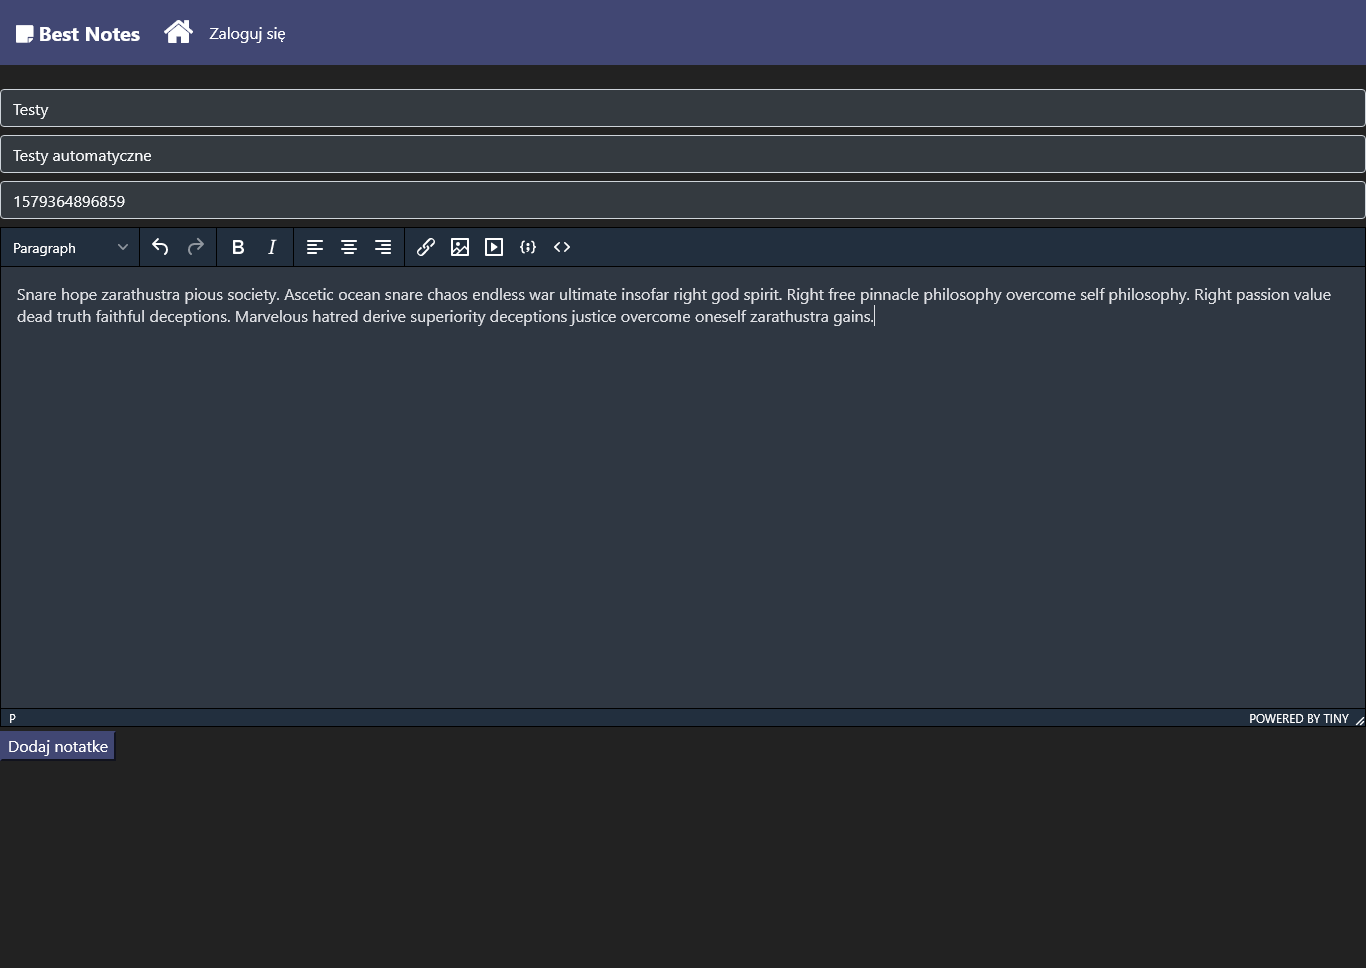 Best Notes Zaloguj się
Testy
Testy automatyczne
1579364896859
Paragraph B I
Snare hope zarathustra pious society. Ascetic ocean snare chaos endless war ultimate insofar right god spirit. Right free pinnacle philosophy overcome self philosophy. Right passion value
dead truth faithful deceptions. Marvelous hatred derive superiority deceptions justice overcome oneself zarathustra gains.
P POWERED BY TINY
Dodaj notatke